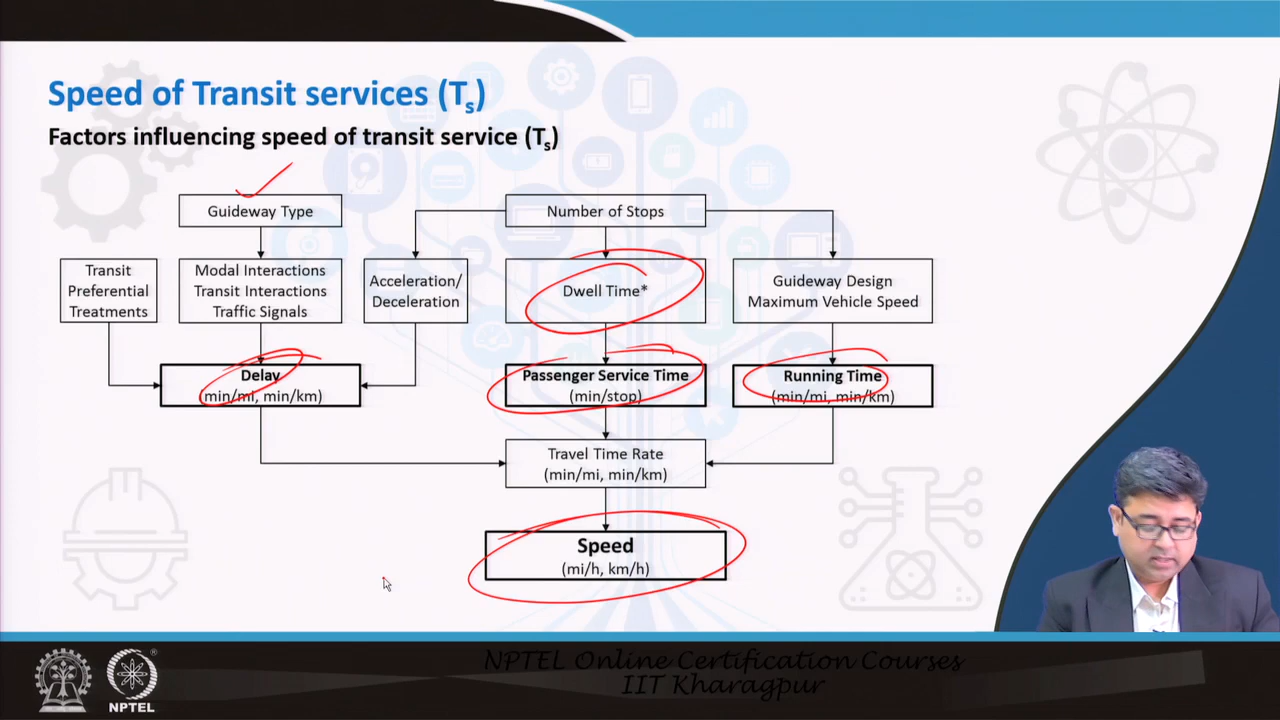 Speed of Transit services (Ts)
Factors influencing speed of transit service (Ts)
Guideway Type
Number of Stops
Transit
Preferential
Treatments
Modal Interactions
Transit Interactions
Traffic Signals
Acceleration/
Deceleration
Dwell Time*
Guideway Design
Maximum Vehicle Speed
Delay
(min/mi, min/km)
Passenger Service Time
(min/stop)
Running Time
(min/mi, min/km)
Travel Time Rate
(min/mi, min/km)
Speed
(mi/h, km/h)
NPTEL Online Certification Courses
IIT Kharagpur
NPTEL